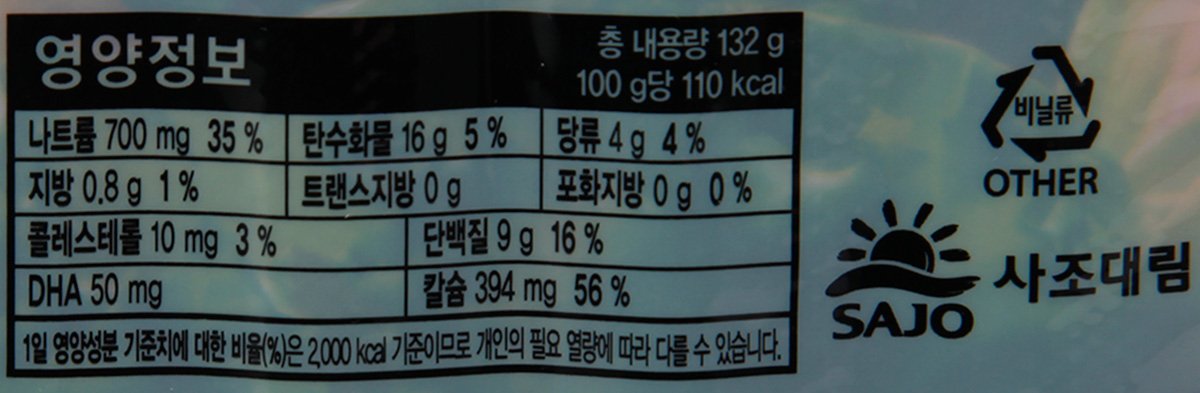 영양정보
총 내용량 132 g
100 g당 110 kcal
나트륨 700 mg 35 % 탄수화물 16 g 5 % 당류 4 g 4 %
지방 0.8 g 1 % 트랜스지방 0 g 포화지방 0 g 0 %
콜레스테롤 10 mg 3 % 단백질 9 g 16 %
DHA 50 mg 칼슘 394 mg 56 %
1일 영양성분 기준치에 대한 비율(%)은 2,000 kcal 기준이므로 개인의 필요 열량에 따라 다를 수 있습니다.
비닐류
OTHER
SAJO 사조대림